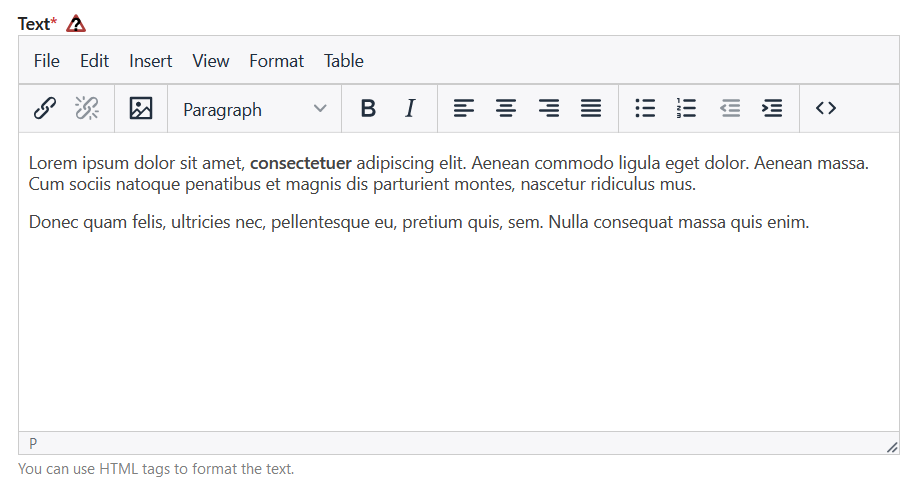 Text*
File Edit Insert View Format Table
Paragraph B I
Lorem ipsum dolor sit amet, consectetuer adipiscing elit. Aenean commodo ligula eget dolor. Aenean massa.
Cum sociis natoque penatibus et magnis dis parturient montes, nascetur ridiculus mus.
Donec quam felis, ultricies nec, pellentesque eu, pretium quis, sem. Nulla consequat massa quis enim.
P
You can use HTML tags to format the text.